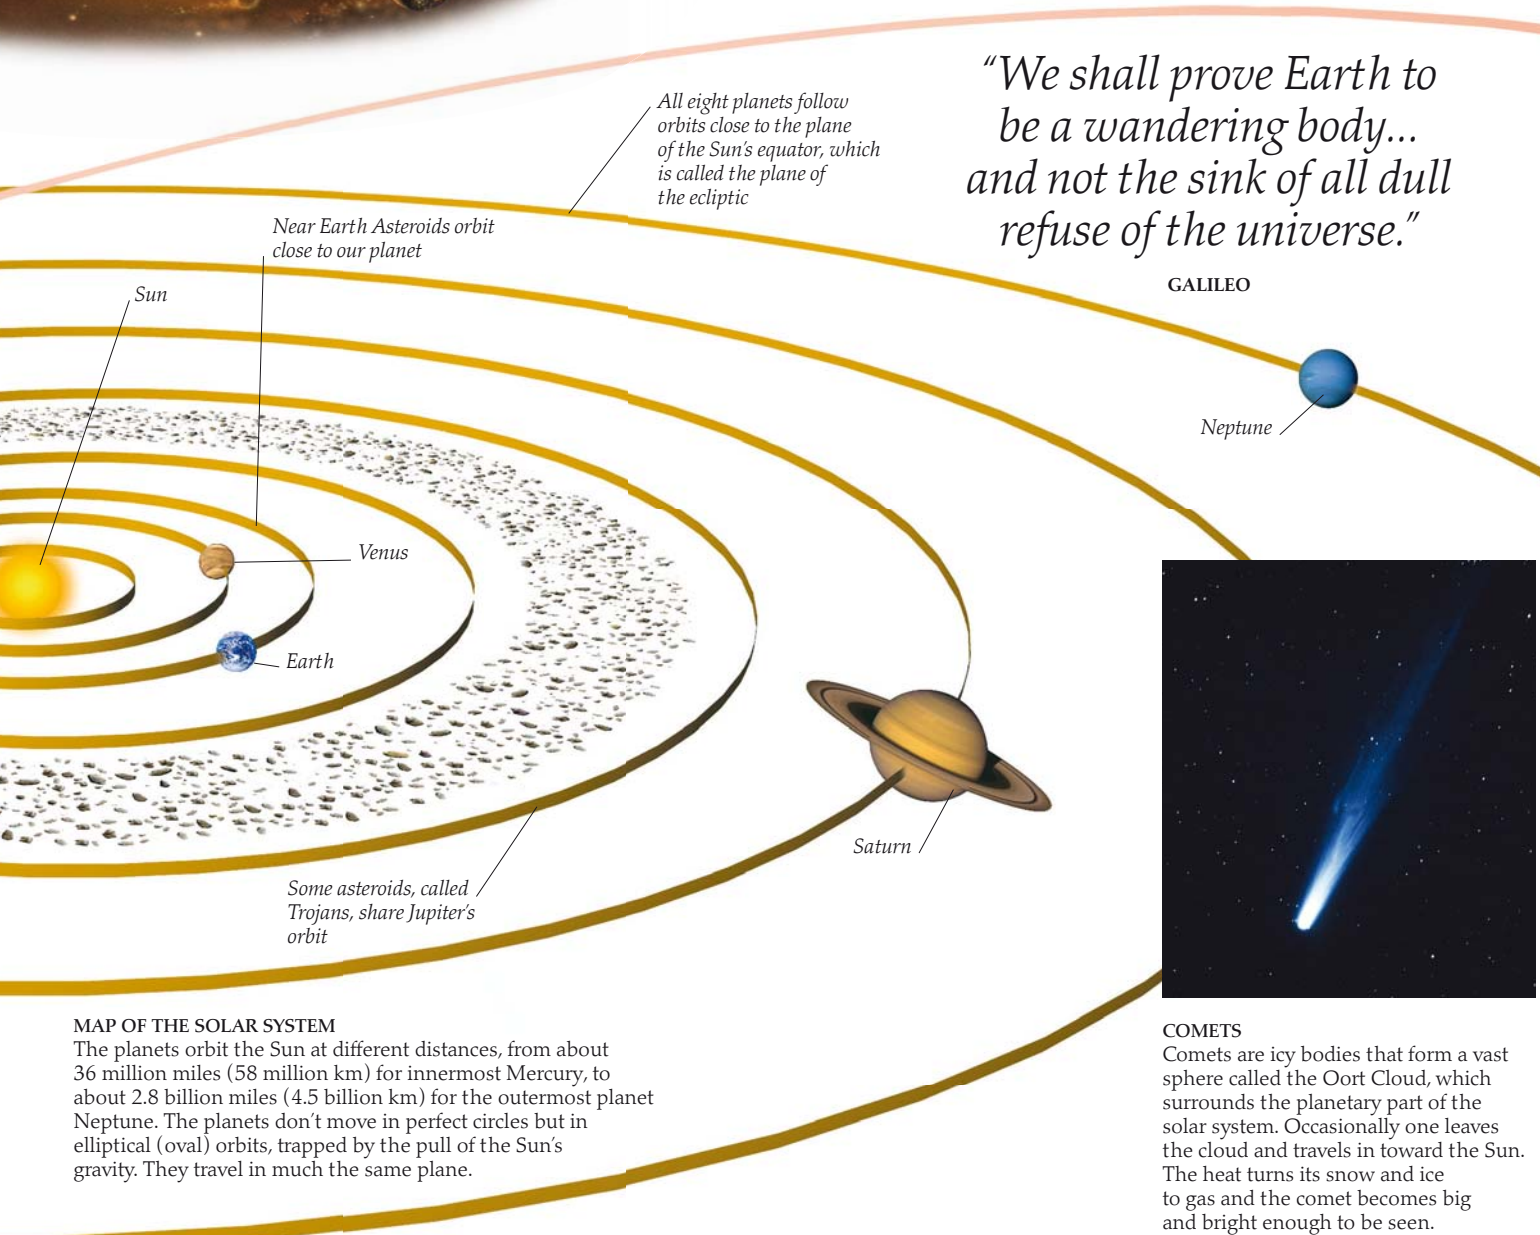 “We shall prove Earth to
be a wandering body...
and not the sink of all dull
refuse of the universe.”
GALILEO
All eight planets follow
orbits close to the plane
of the Sun’s equator, which
is called the plane of
the ecliptic
Near Earth Asteroids orbit
close to our planet
Sun
Neptune
Venus
Earth
Saturn
Some asteroids, called
Trojans, share Jupiter’s
orbit
MAP OF THE SOLAR SYSTEM
The planets orbit the Sun at different distances, from about
36 million miles (58 million km) for innermost Mercury, to
about 2.8 billion miles (4.5 billion km) for the outermost planet
Neptune. The planets don’t move in perfect circles but in
elliptical (oval) orbits, trapped by the pull of the Sun’s
gravity. They travel in much the same plane.
COMETS
Comets are icy bodies that form a vast
sphere called the Oort Cloud, which
surrounds the planetary part of the
solar system. Occasionally one leaves
the cloud and travels in toward the Sun.
The heat turns its snow and ice
to gas and the comet becomes big
and bright enough to be seen.